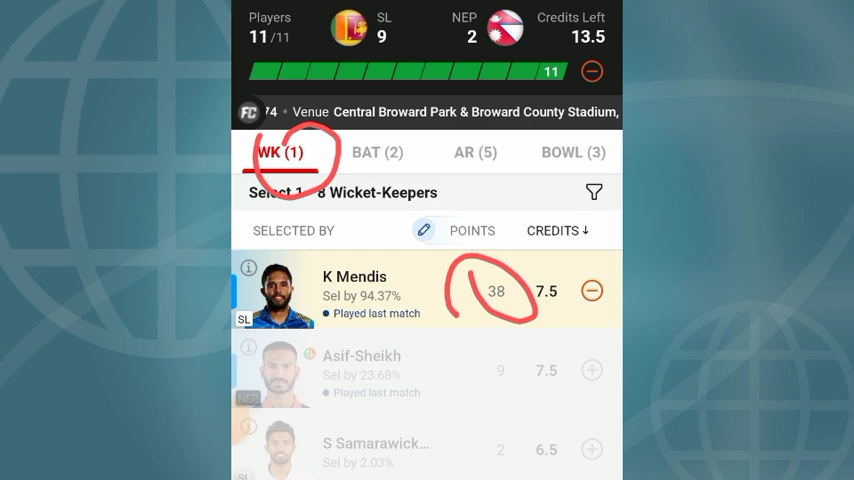 Players SL NEP Credits Left
11/11 9 2 13.5
11
FC 74 • Venue Central Broward Park & Broward County Stadium,
WK (1) BAT (2) AR (5) BOWL (3)
Select 1 - 8 Wicket-Keepers
SELECTED BY POINTS CREDITS ↓
K Mendis
Sel by 94.37% 38 7.5
SL • Played last match
Asif-Sheikh
Sel by 23.68% 9 7.5
NEP • Played last match
S Samarawick... 2 6.5
Sel by 2.03%
SL